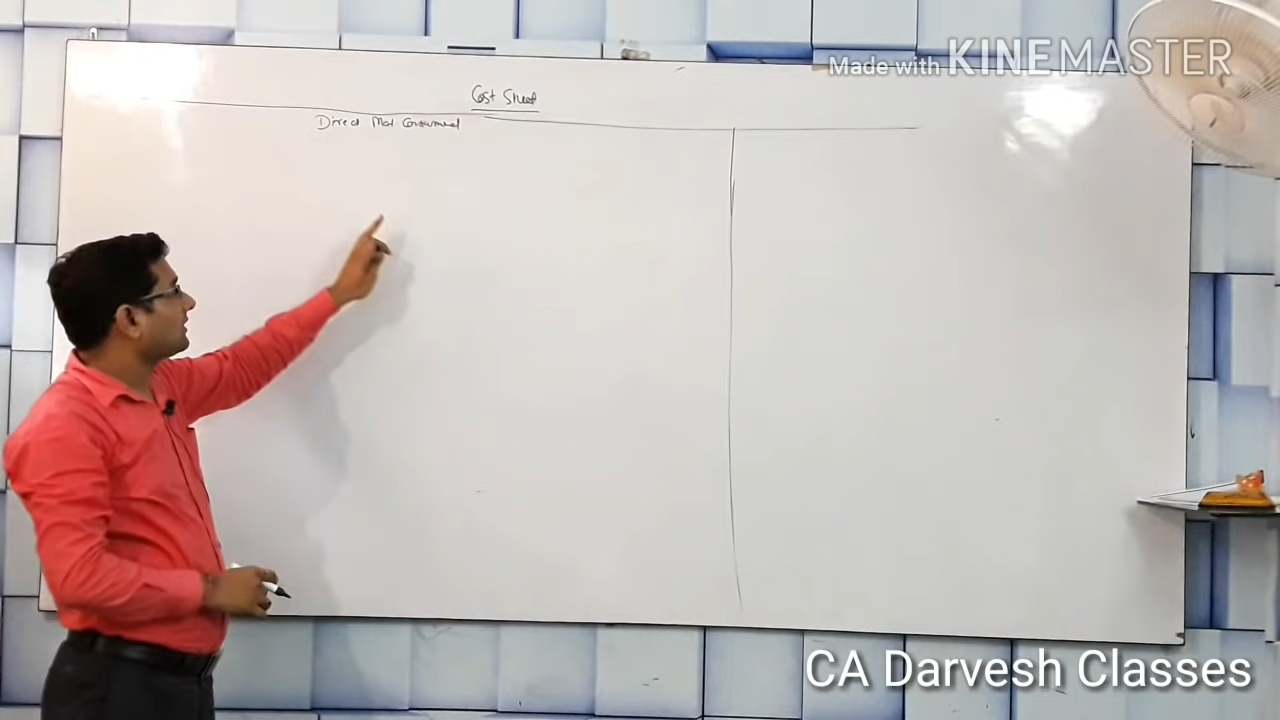 Made with KINEMASTER
Cost Sheet
Direct Mat Consumed
CA Darvesh Classes